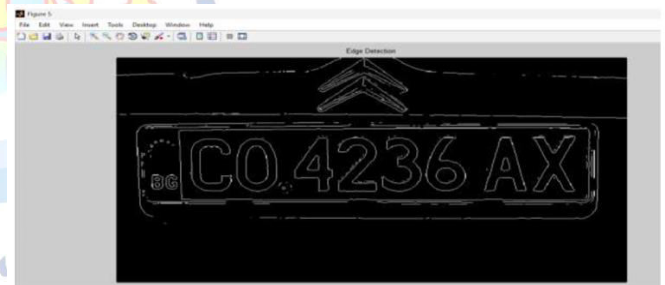 Figure 5
File Edit View Insert Tools Desktop Window Help
Edge Detection
BG CO 4236 AX